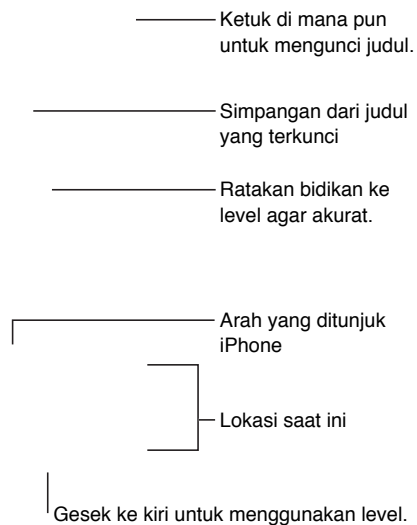 Ketuk di mana pun
untuk mengunci judul.
Simpangan dari judul
yang terkunci
Ratakan bidikan ke
level agar akurat.
Arah yang ditunjuk
iPhone
Lokasi saat ini
Gesek ke kiri untuk menggunakan level.